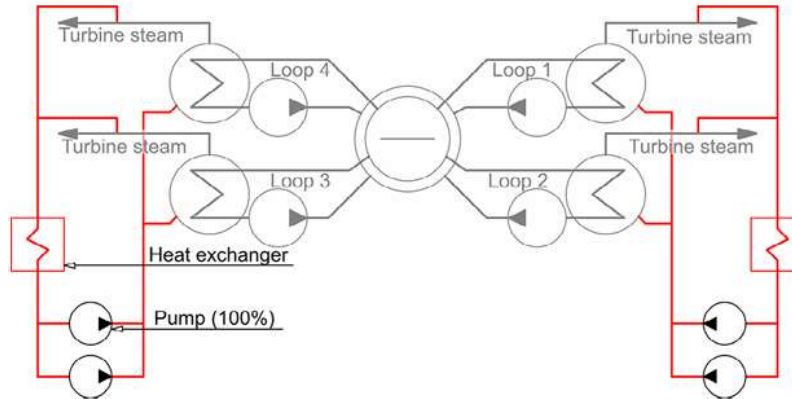 Turbine steam
Turbine steam
Loop 4
Loop 1
Turbine steam
Turbine steam
Loop 3
Loop 2
Heat exchanger
Pump (100%)